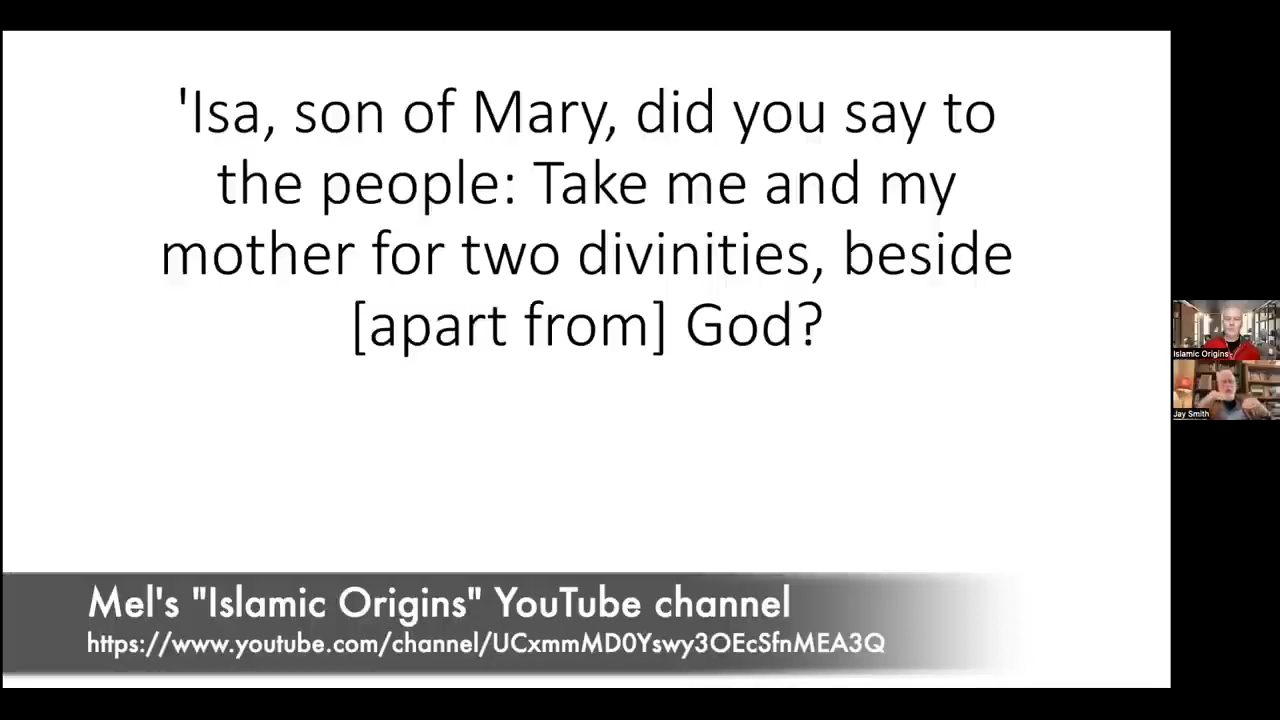 'Isa, son of Mary, did you say to
the people: Take me and my
mother for two divinities, beside
[apart from] God?
Islamic Origins
Jay Smith
Mel's "Islamic Origins" YouTube channel
https://www.youtube.com/channel/UCxmmMD0Yswy3OEcSfnMEA3Q